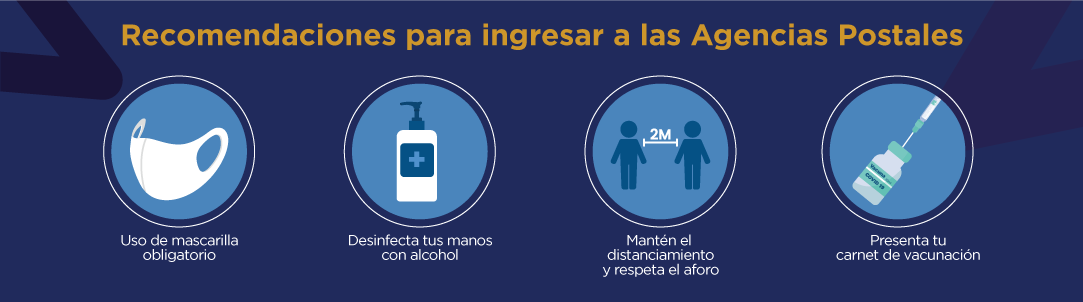 Recomendaciones para ingresar a las Agencias Postales
2M
Vacuna
COVID 19
Uso de mascarilla
obligatorio
Desinfecta tus manos
con alcohol
Mantén el
distanciamiento
y respeta el aforo
Presenta tu
carnet de vacunación